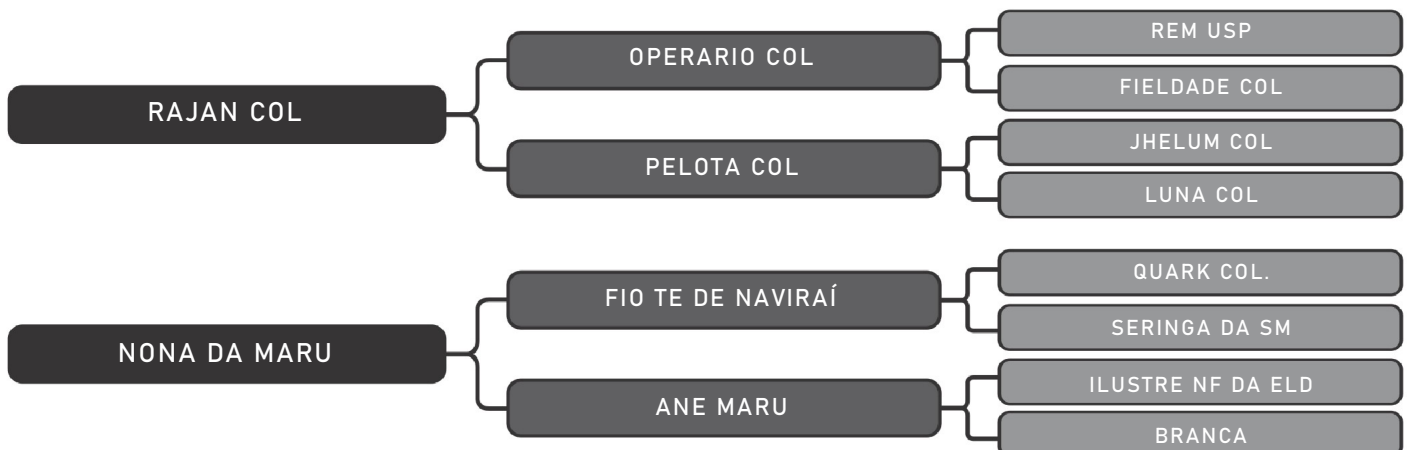 RAJAN COL
OPERARIO COL
REM USP
FIELDADE COL
PELOTA COL
JHELUM COL
LUNA COL
NONA DA MARU
FIO TE DE NAVIRAÍ
QUARK COL.
SERINGA DA SM
ANE MARU
ILUSTRE NF DA ELD
BRANCA